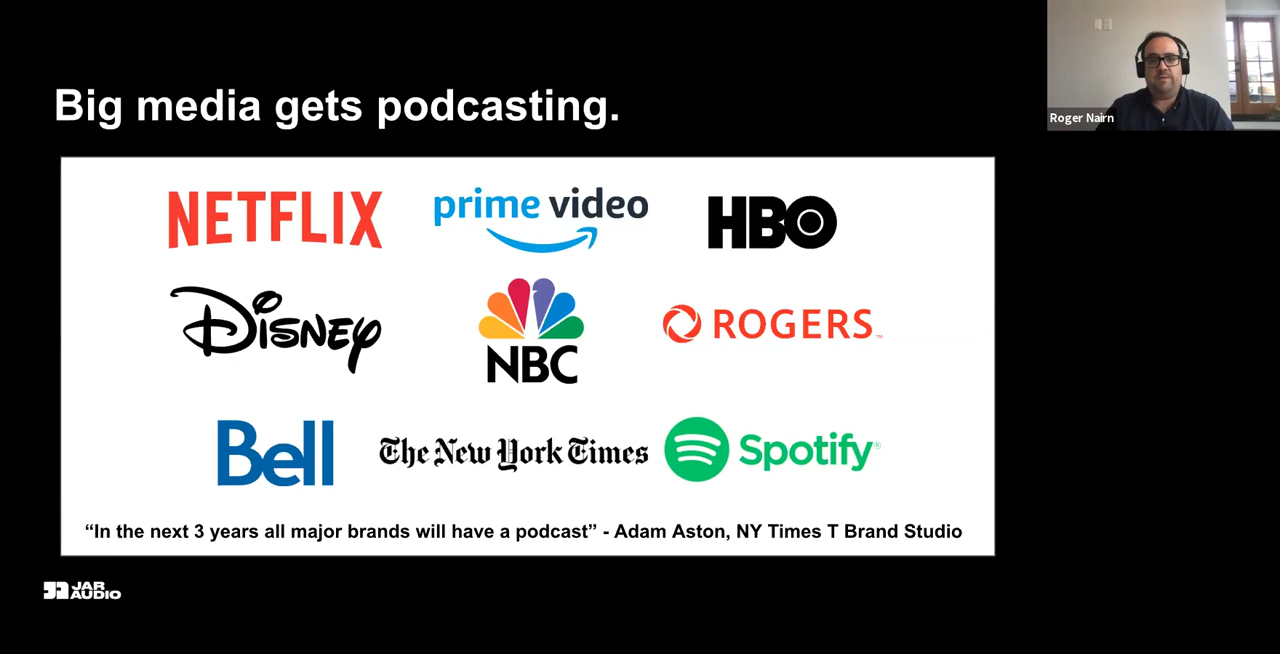 Big media gets podcasting.
Roger Nairn
NETFLIX
prime video
HBO
DISNEY
NBC
ROGERS™
Bell
The New York Times
Spotify®
“In the next 3 years all major brands will have a podcast” - Adam Aston, NY Times T Brand Studio
JAR
AUDIO